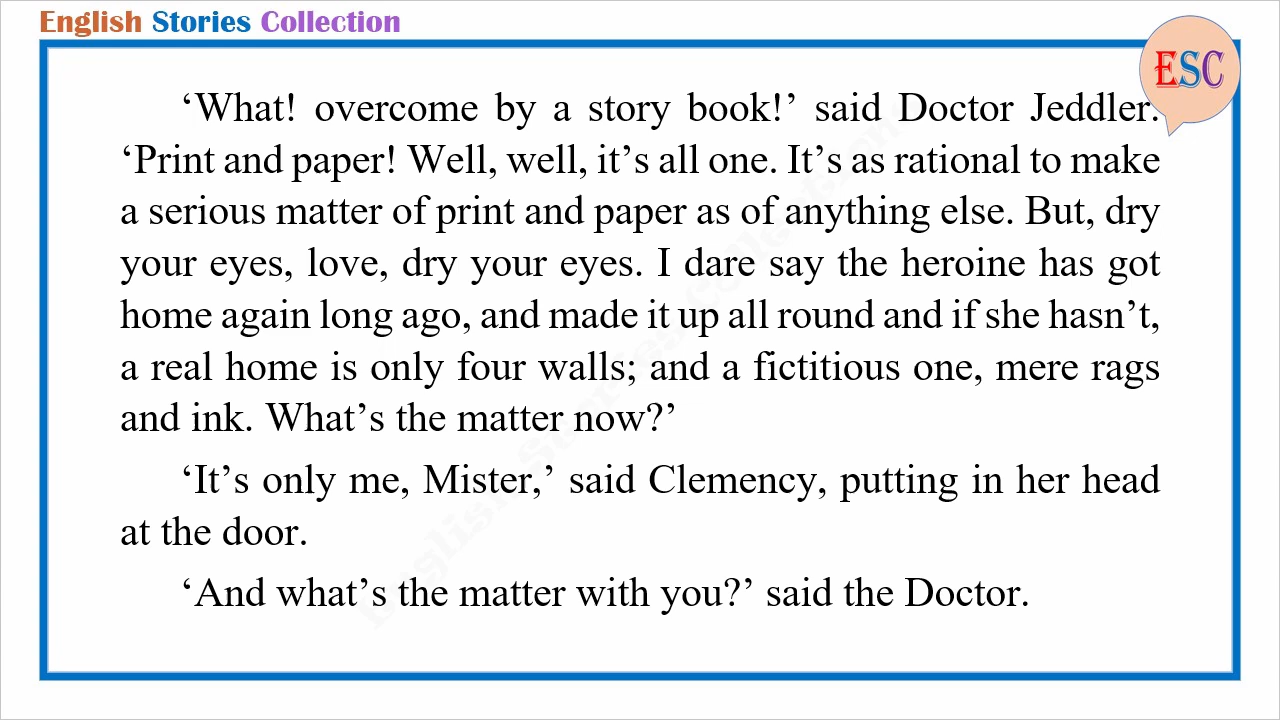 English Stories Collection
ESC
‘What! overcome by a story book!’ said Doctor Jeddler.
‘Print and paper! Well, well, it’s all one. It’s as rational to make
a serious matter of print and paper as of anything else. But, dry
your eyes, love, dry your eyes. I dare say the heroine has got
home again long ago, and made it up all round and if she hasn’t,
a real home is only four walls; and a fictitious one, mere rags
and ink. What’s the matter now?’
‘It’s only me, Mister,’ said Clemency, putting in her head
at the door.
‘And what’s the matter with you?’ said the Doctor.